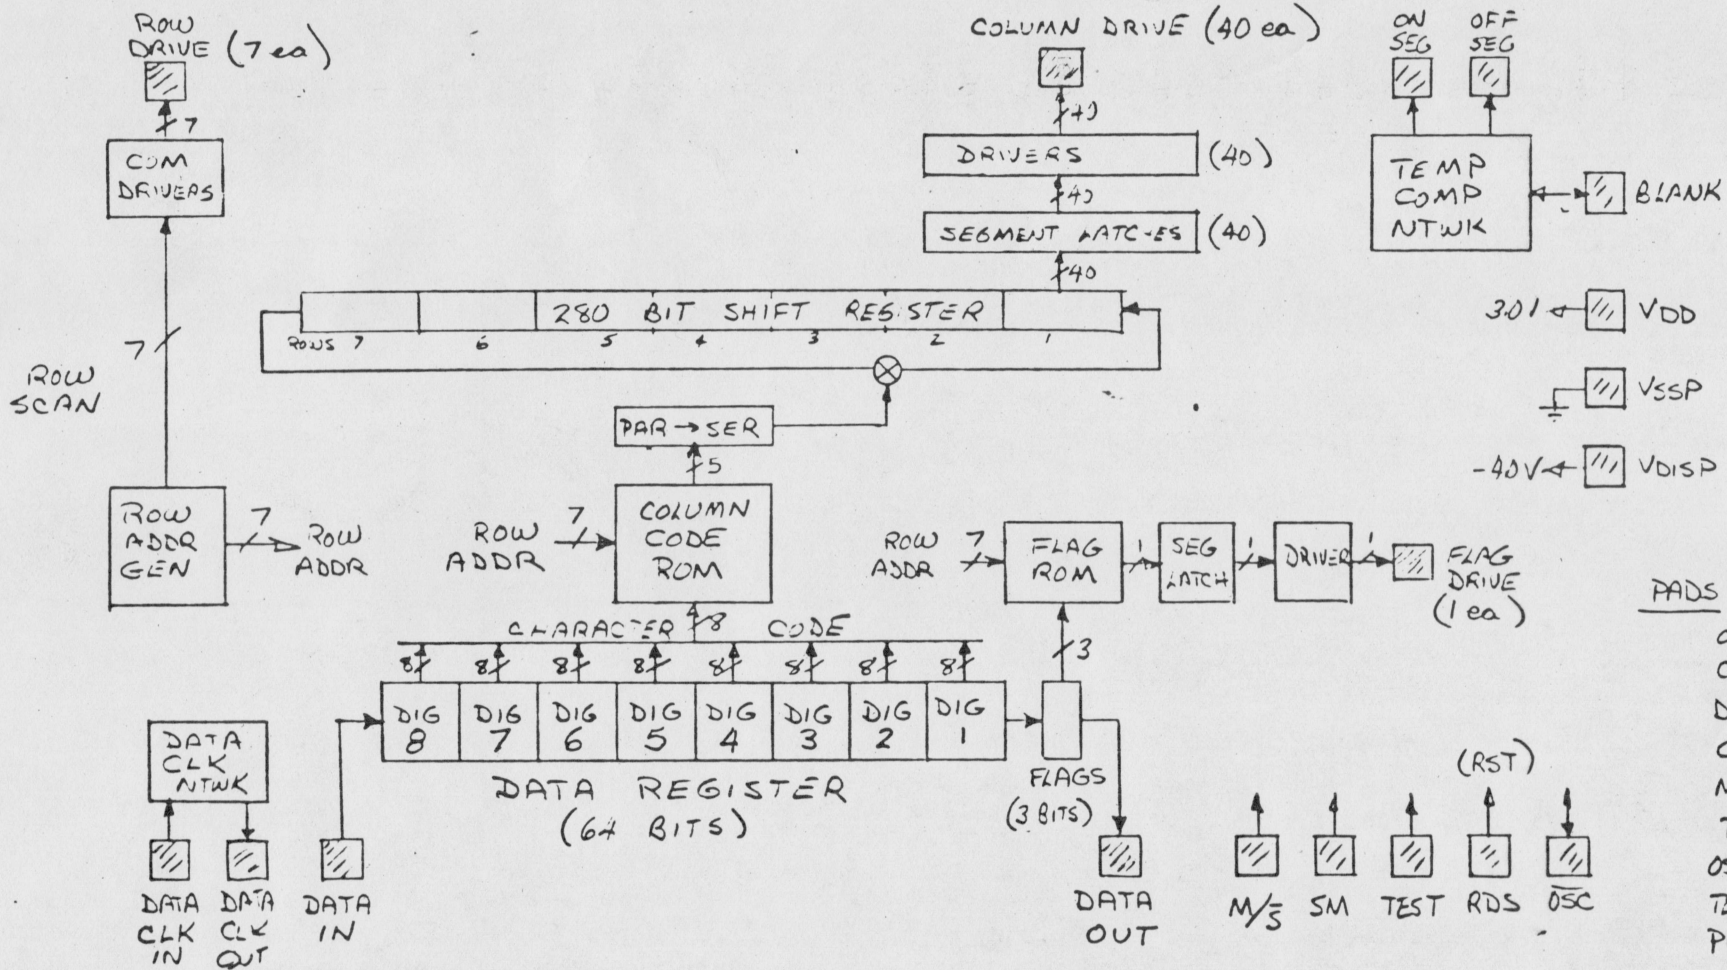 ROW
DRIVE (7 ea)
7
COM
DRIVERS
7
ROW
SCAN
ROW
ADDR
GEN
7
ROW
ADDR
COLUMN DRIVE (40 ea)
40
DRIVERS (40)
40
SEGMENT LATCHES (40)
40
280 BIT SHIFT REGISTER
ROWS 7 6 5 4 3 2 1
PAR → SER
5
ROW
ADDR
7
COLUMN
CODE
ROM
8
CHARACTER CODE
8 8 8 8 8 8 8 8
DIG 8
DIG 7
DIG 6
DIG 5
DIG 4
DIG 3
DIG 2
DIG 1
DATA REGISTER
(64 BITS)
FLAGS
(3 BITS)
3
ROW
ADDR
7
FLAG
ROM
1
SEG
LATCH
1
DRIVER
1
FLAG
DRIVE
(1 ea)
ON
SEG
OFF
SEG
TEMP
COMP
NTWK
BLANK
VDD
VSSP
VDISP
PADS
DATA
CLK
NTWK
DATA
CLK
IN
DATA
CLK
OUT
DATA
IN
DATA
OUT
M/S̅
SM
TEST
(RST)
RDS
O̅S̅C̅